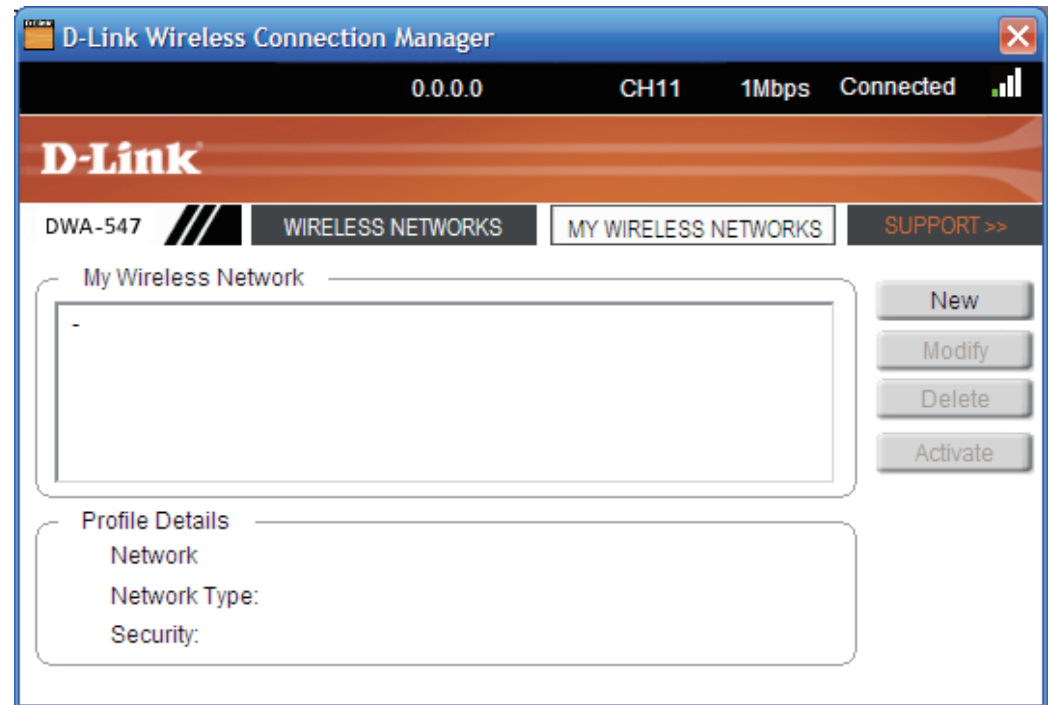 D-Link Wireless Connection Manager
0.0.0.0 CH11 1Mbps Connected
D-Link
DWA-547 WIRELESS NETWORKS MY WIRELESS NETWORKS SUPPORT >>
My Wireless Network
-
New
Modify
Delete
Activate
Profile Details
Network
Network Type:
Security: